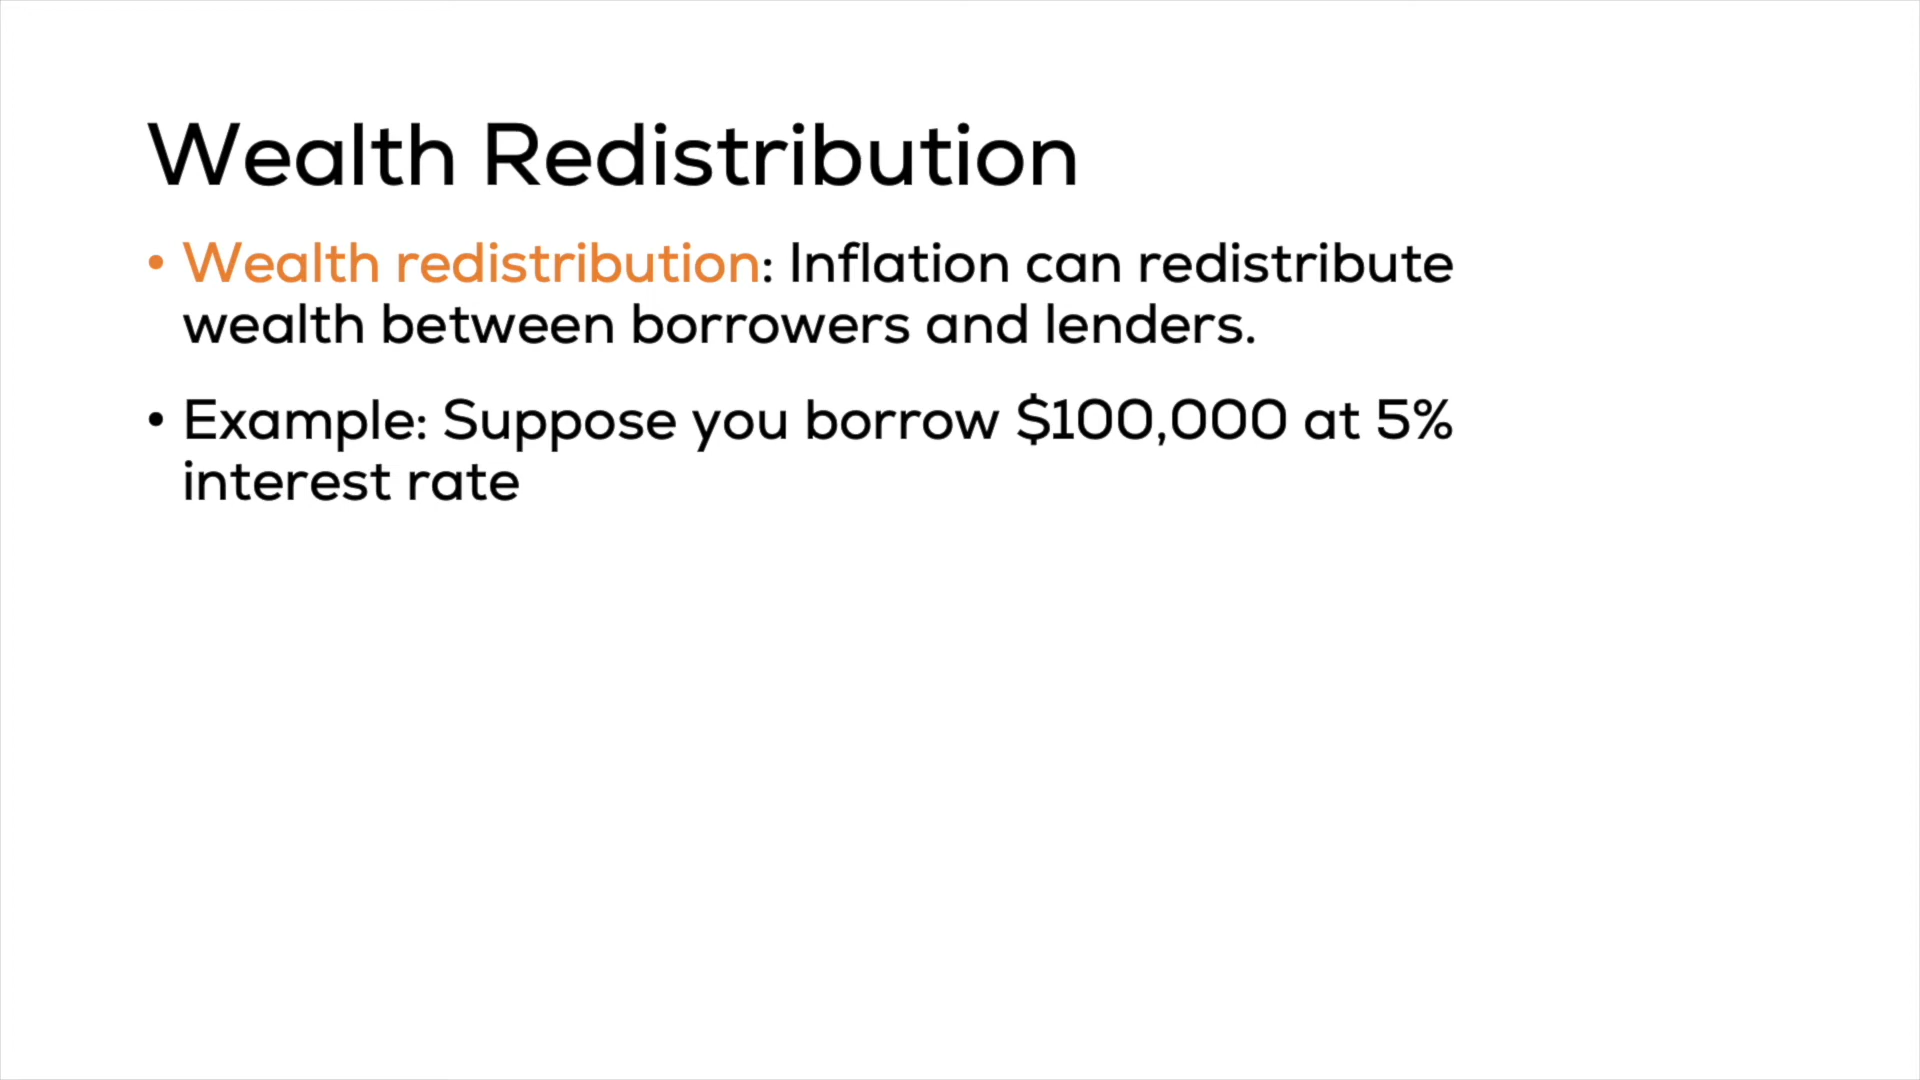 Wealth Redistribution
• Wealth redistribution: Inflation can redistribute
wealth between borrowers and lenders.
• Example: Suppose you borrow $100,000 at 5%
interest rate